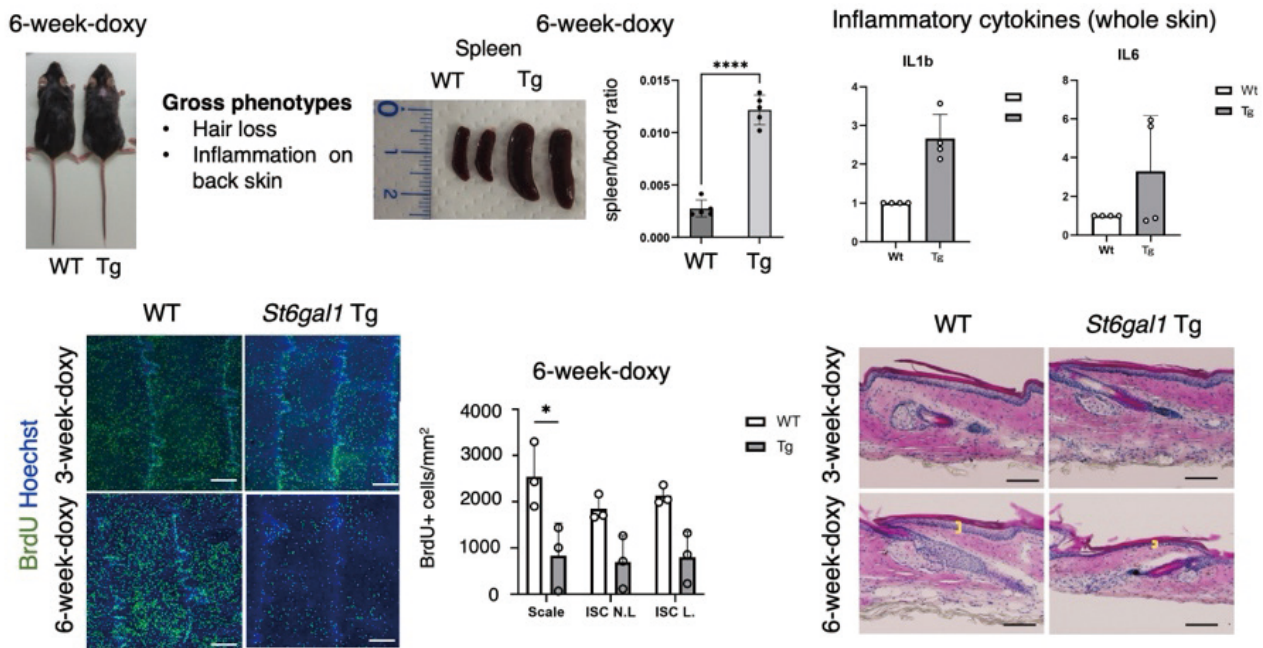 6-week-doxy
WT Tg
Gross phenotypes
• Hair loss
• Inflammation on
back skin
6-week-doxy
Spleen
WT Tg
0
1
2
spleen/body ratio
0.015
0.010
0.005
0.000
****
WT Tg
Inflammatory cytokines (whole skin)
IL1b
4
3
2
1
0
Wt Tg
IL6
8
6
4
2
0
Wt Tg
Wt
Tg
WT St6gal1 Tg
BrdU Hoechst
3-week-doxy
6-week-doxy
6-week-doxy
BrdU+ cells/mm²
4000
3000
2000
1000
0
*
WT
Tg
Scale ISC N.L ISC L.
WT St6gal1 Tg
3-week-doxy
6-week-doxy